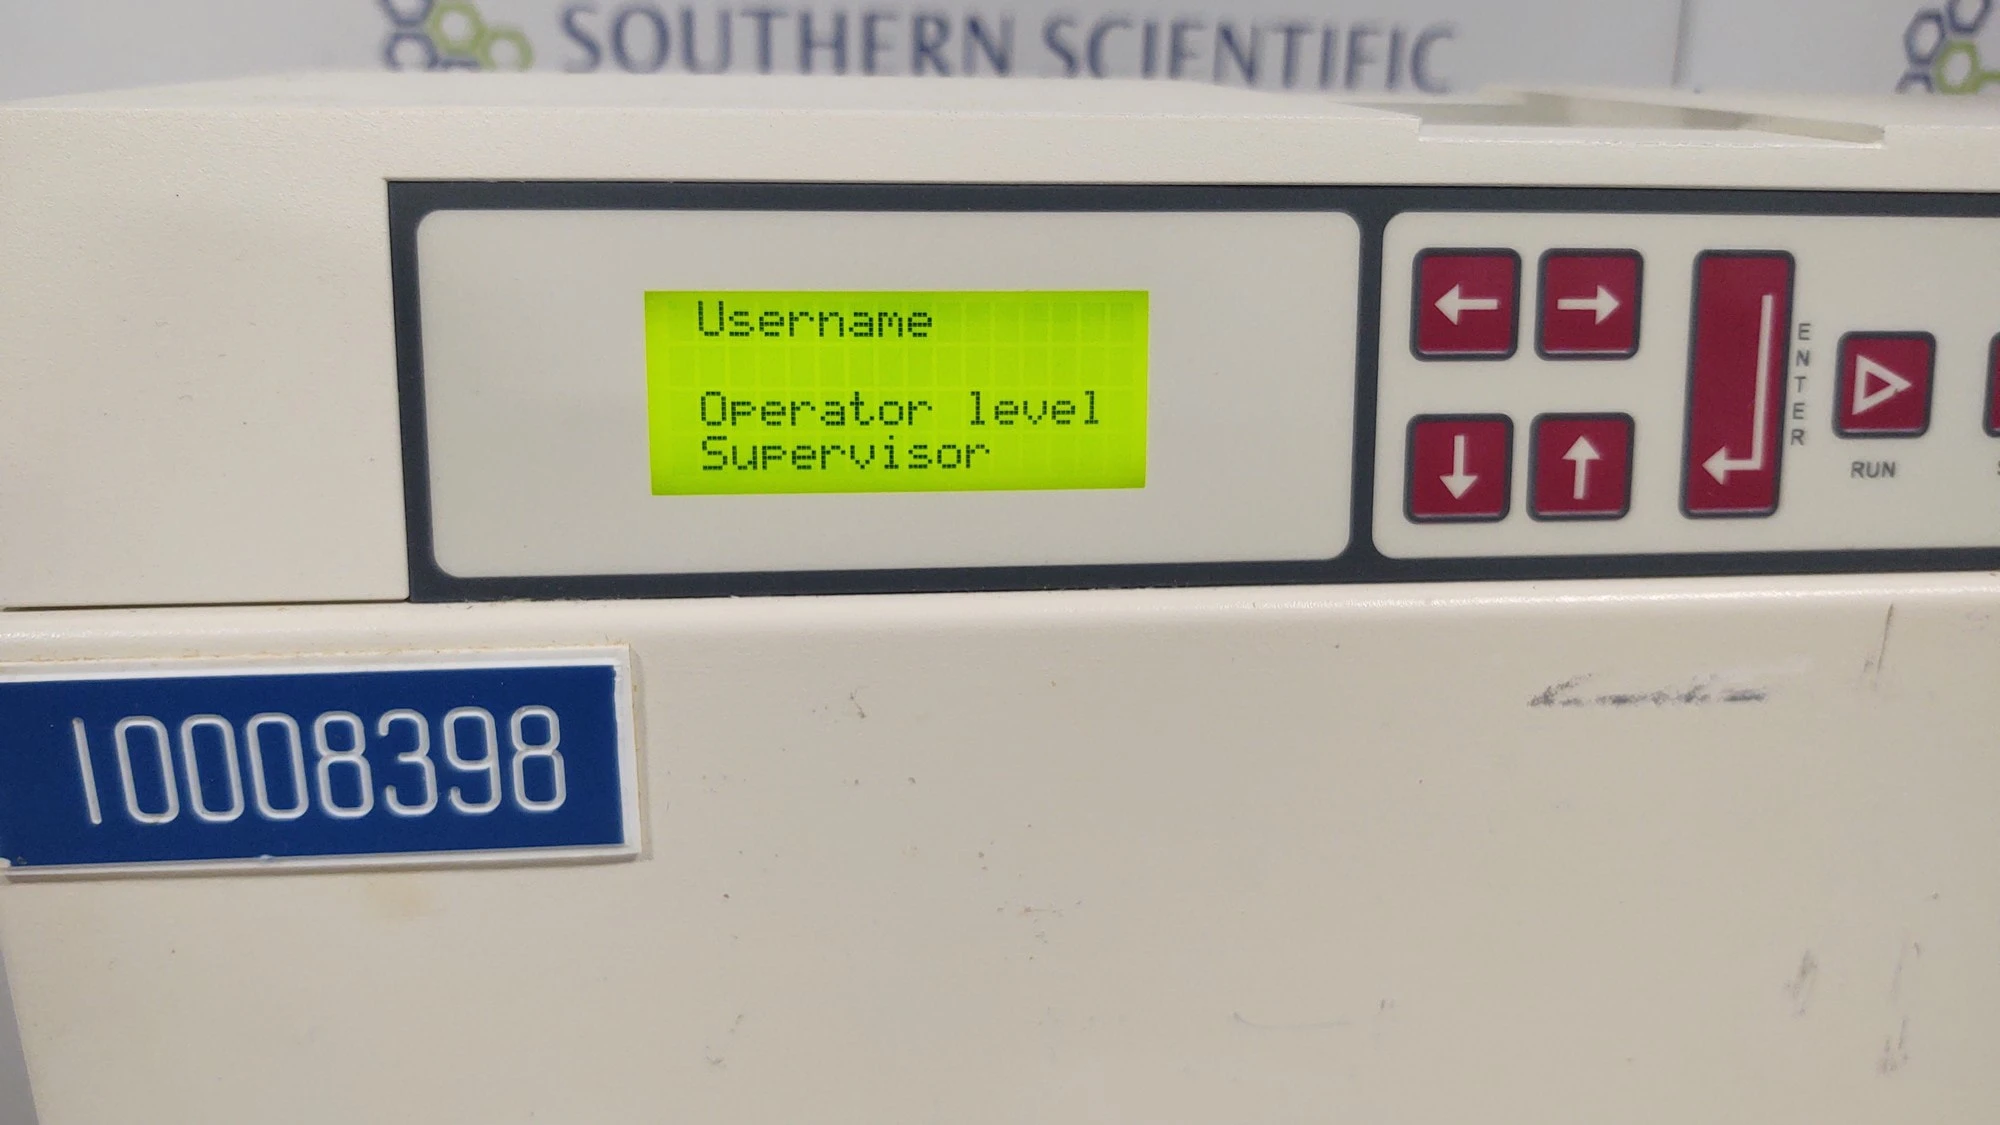 SOUTHERN SCIENTIFIC
Username
Operator level
Supervisor
ENTER
RUN
10008398